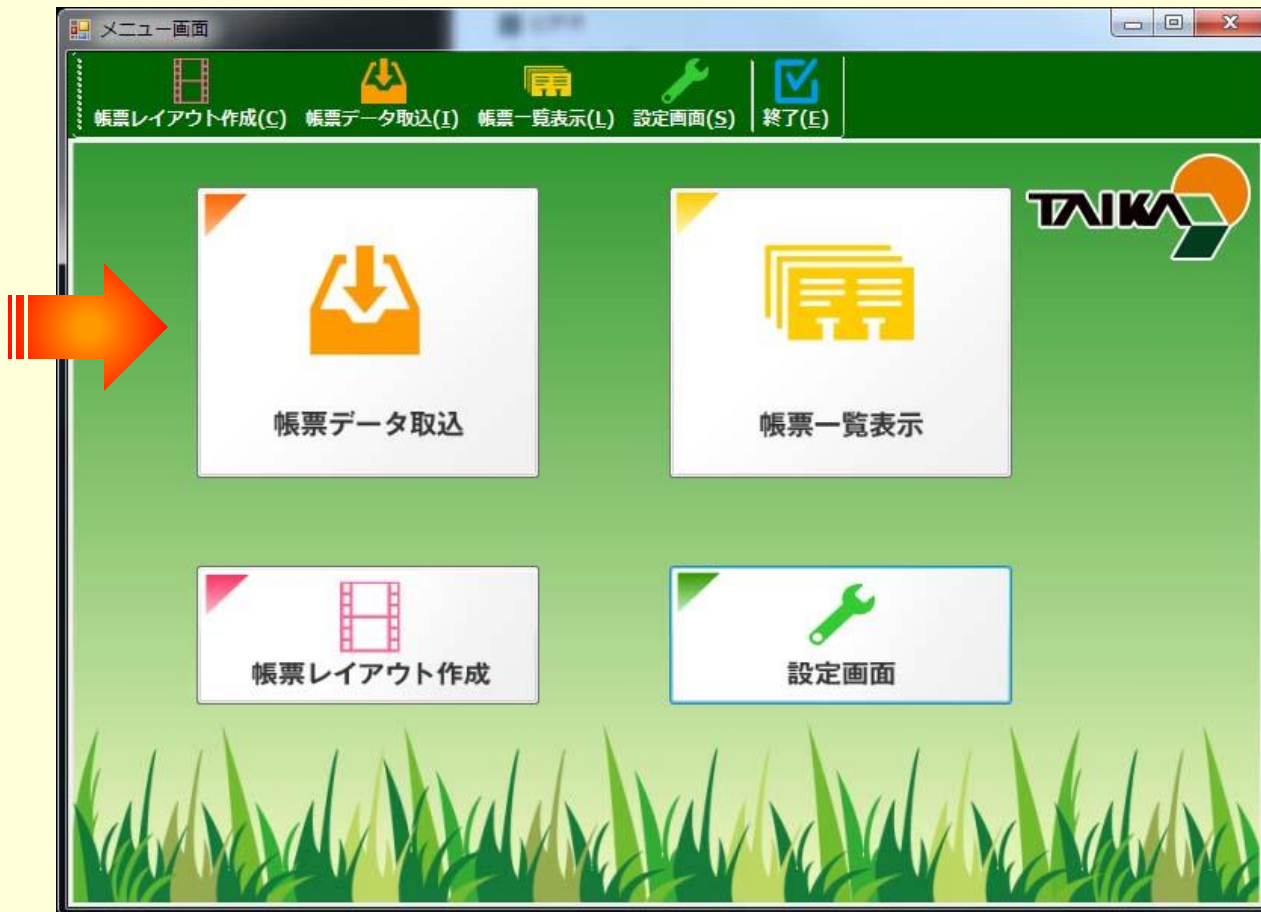 メニュー画面
帳票レイアウト作成(C) 帳票データ取込(I) 帳票一覧表示(L) 設定画面(S) 終了(E)
TAIKA
帳票データ取込 帳票一覧表示
帳票レイアウト作成 設定画面